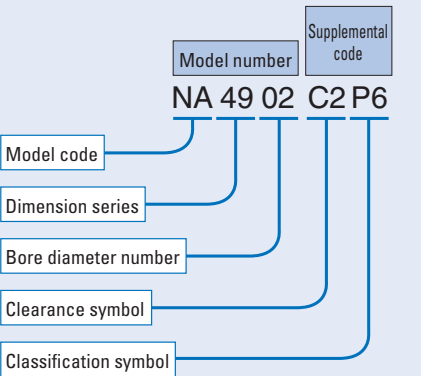 Supplemental
code
Model number
NA 49 02 C2 P6
Model code
Dimension series
Bore diameter number
Clearance symbol
Classification symbol